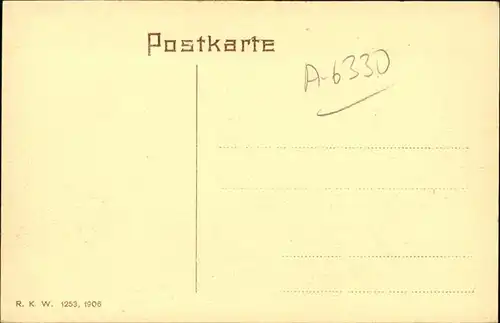 Postkarte
A-6330
R. K. W. 1253, 1906